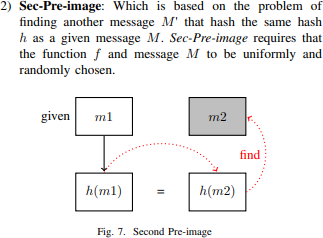 2) Sec-Pre-image: Which is based on the problem of
finding another message M' that hash the same hash
h as a given message M. Sec-Pre-image requires that
the function f and message M to be uniformly and
randomly chosen.
given m1 m2
find
h(m1) = h(m2)
Fig. 7. Second Pre-image